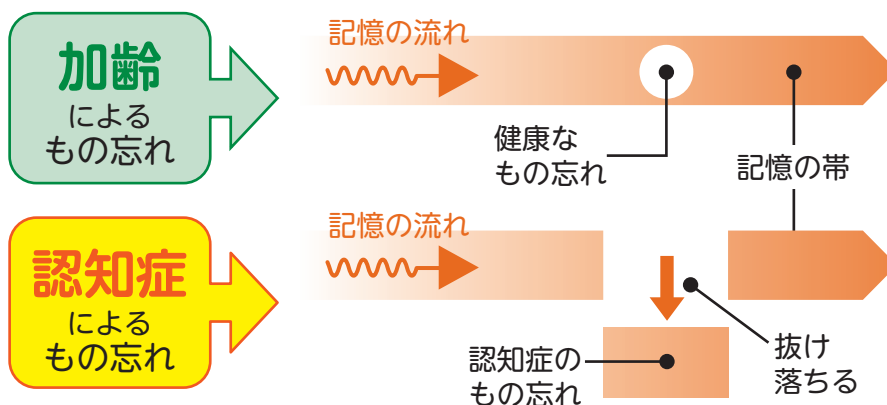 加齢
による
もの忘れ
記憶の流れ
健康な
もの忘れ
記憶の帯
認知症
による
もの忘れ
記憶の流れ
認知症の
もの忘れ
抜け
落ちる